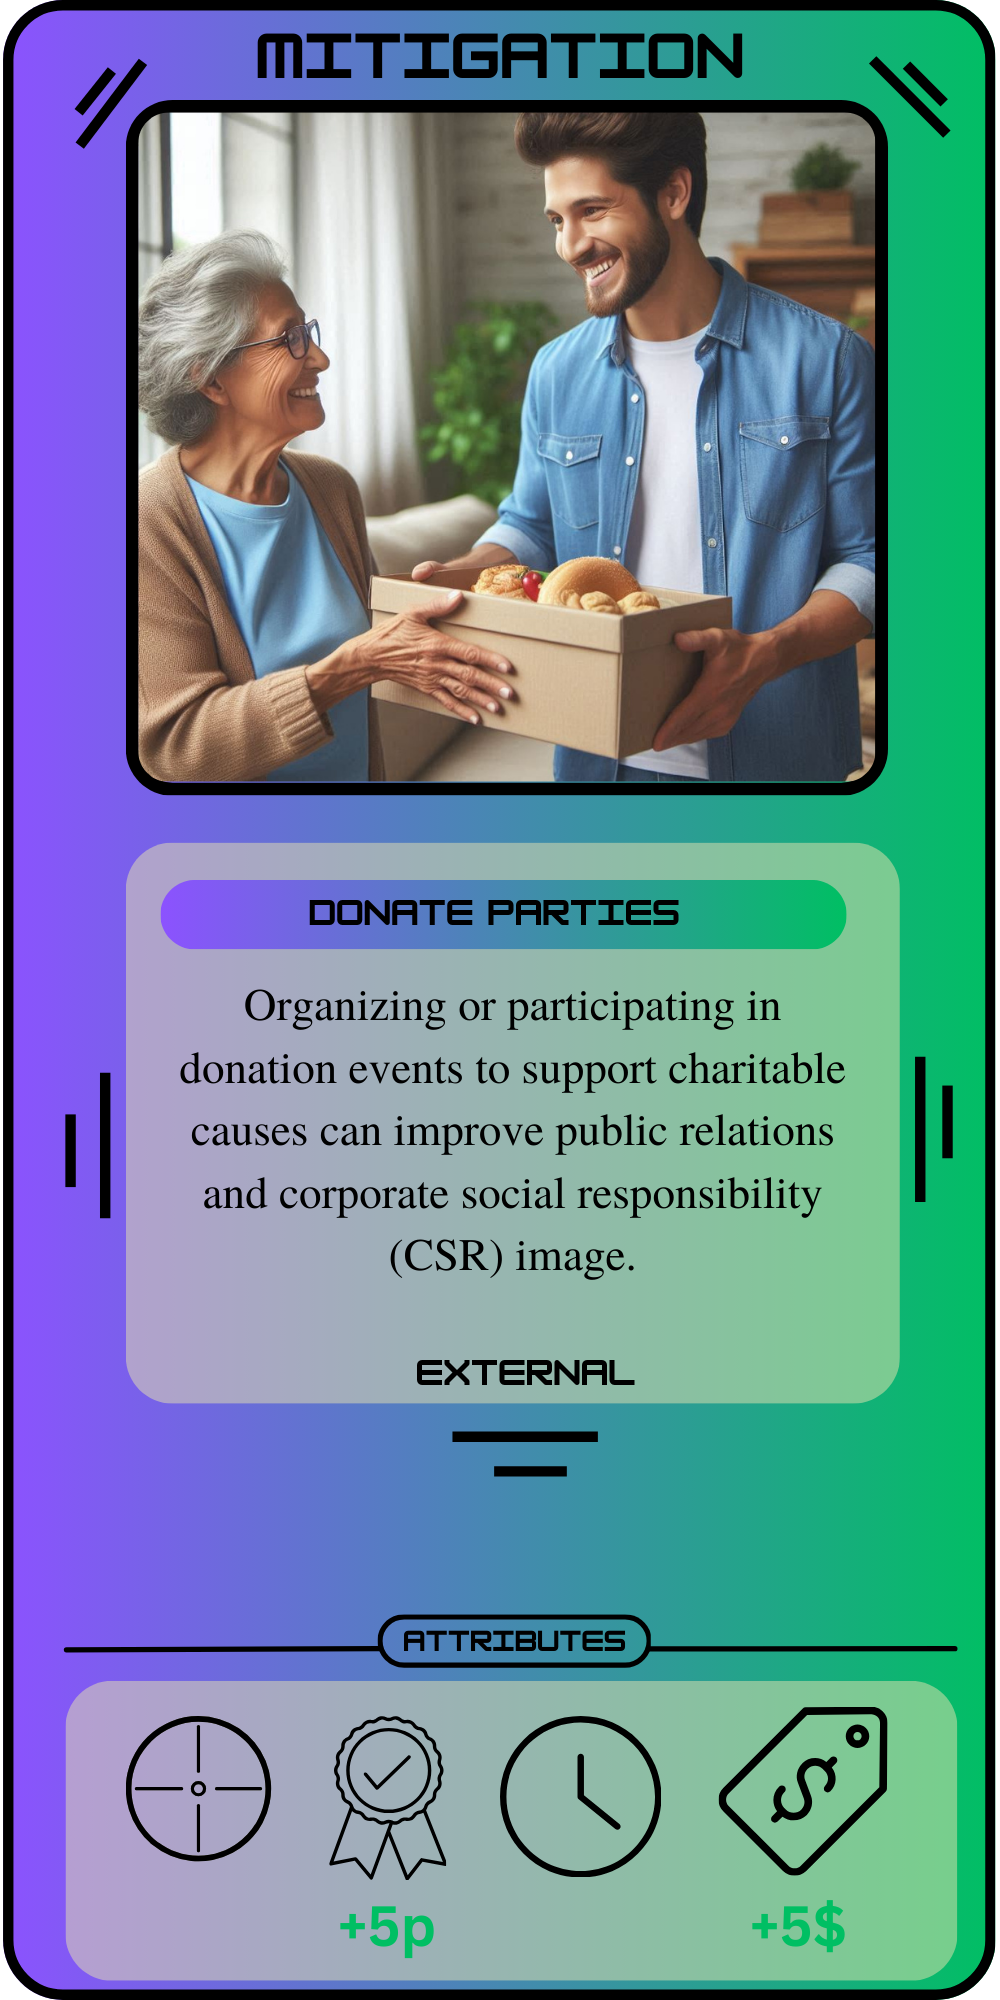 MITIGATION
DONATE PARTIES
Organizing or participating in
donation events to support charitable
causes can improve public relations
and corporate social responsibility
(CSR) image.
EXTERNAL
ATTRIBUTES
$
+5p +5$